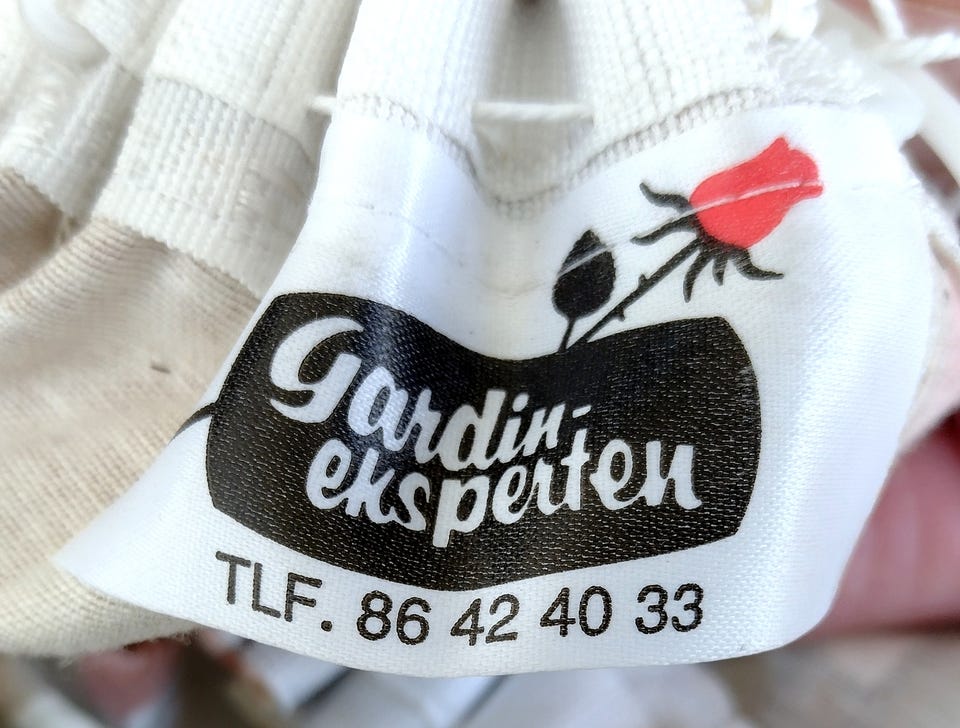 Gardin-
eksperten
TLF. 86 42 40 33